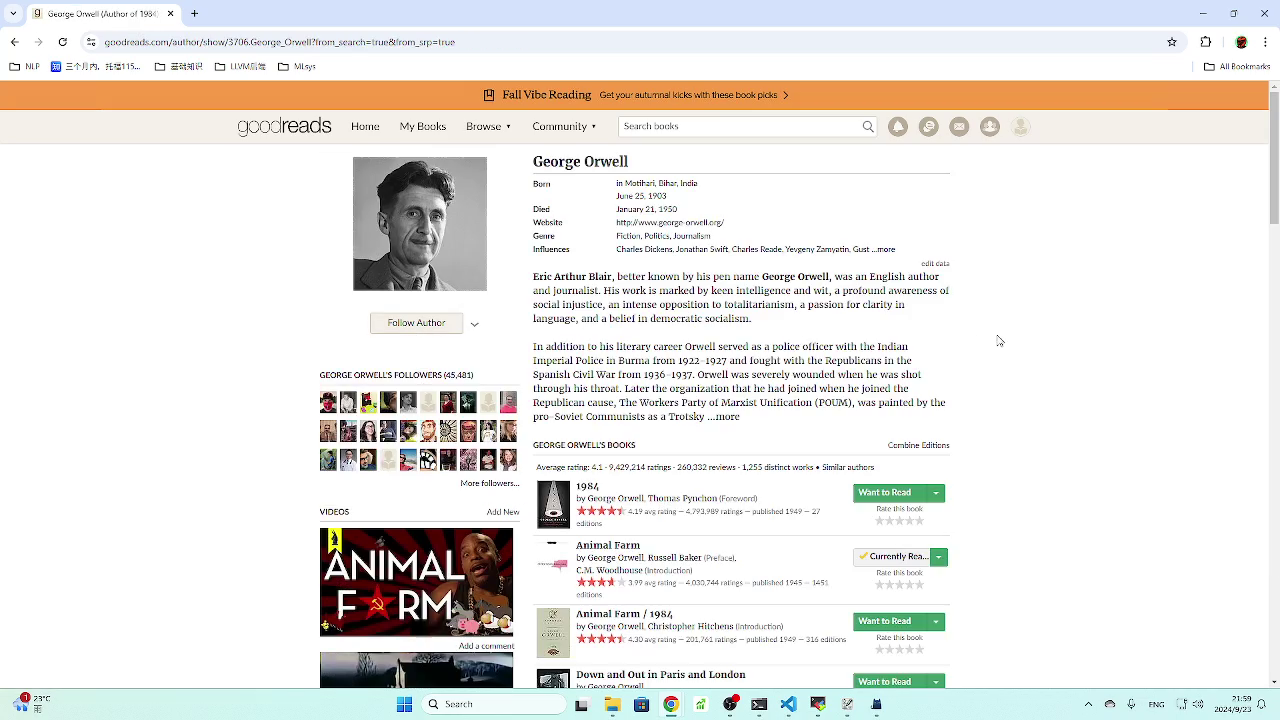 George Orwell (Author of 1984)
goodreads.com/author/show/3706.George_Orwell?from_search=true&from_srp=true
NLP
LLVM后端
MLsys
All Bookmarks
Fall Vibe Reading Get your autumnal kicks with these book picks
goodreads
Home
My Books
Browse
Community
Search books
George Orwell
Born in Motihari, Bihar, India
June 25, 1903
Died January 21, 1950
Website http://www.george-orwell.org/
Genre Fiction, Politics, Journalism
Influences Charles Dickens, Jonathan Swift, Charles Reade, Yevgeny Zamyatin, Gust ...more
edit data
Eric Arthur Blair, better known by his pen name George Orwell, was an English author
and journalist. His work is marked by keen intelligence and wit, a profound awareness of
social injustice, an intense opposition to totalitarianism, a passion for clarity in
language, and a belief in democratic socialism.
In addition to his literary career Orwell served as a police officer with the Indian
Imperial Police in Burma from 1922-1927 and fought with the Republicans in the
Spanish Civil War from 1936-1937. Orwell was severely wounded when he was shot
through his throat. Later the organization that he had joined when he joined the
Republican cause, The Workers Party of Marxist Unification (POUM), was painted by the
pro-Soviet Communists as a Trotsky ...more
Follow Author
GEORGE ORWELL'S FOLLOWERS (45,481)
More followers...
VIDEOS
Add New
ANIMAL
FARM
Add a comment
GEORGE ORWELL'S BOOKS
Combine Editions
Average rating: 4.1 · 9,429,214 ratings · 260,332 reviews · 1,255 distinct works • Similar authors
1984
by George Orwell, Thomas Pynchon (Foreword)
4.19 avg rating — 4,793,989 ratings — published 1949 — 27
editions
Want to Read
Rate this book
Animal Farm
by George Orwell, Russell Baker (Preface),
C.M. Woodhouse (Introduction)
3.99 avg rating — 4,030,744 ratings — published 1945 — 1451
editions
Currently Rea...
Rate this book
Animal Farm / 1984
by George Orwell, Christopher Hitchens (Introduction)
4.30 avg rating — 201,761 ratings — published 1949 — 316 editions
Want to Read
Rate this book
Down and Out in Paris and London
by George Orwell
Want to Read
23°C
阴
Search
ENG
21:59
2024/9/23